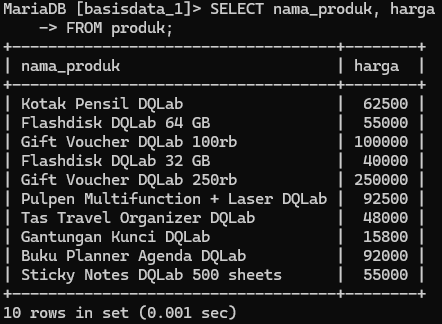 MariaDB [basisdata_1]> SELECT nama_produk, harga
    -> FROM produk;
+------------------------------------+--------+
| nama_produk                        | harga  |
+------------------------------------+--------+
| Kotak Pensil DQLab                 |  62500 |
| Flashdisk DQLab 64 GB              |  55000 |
| Gift Voucher DQLab 100rb           | 100000 |
| Flashdisk DQLab 32 GB              |  40000 |
| Gift Voucher DQLab 250rb           | 250000 |
| Pulpen Multifunction + Laser DQLab |  92500 |
| Tas Travel Organizer DQLab         |  48000 |
| Gantungan Kunci DQLab              |  15800 |
| Buku Planner Agenda DQLab          |  92000 |
| Sticky Notes DQLab 500 sheets      |  55000 |
+------------------------------------+--------+
10 rows in set (0.001 sec)